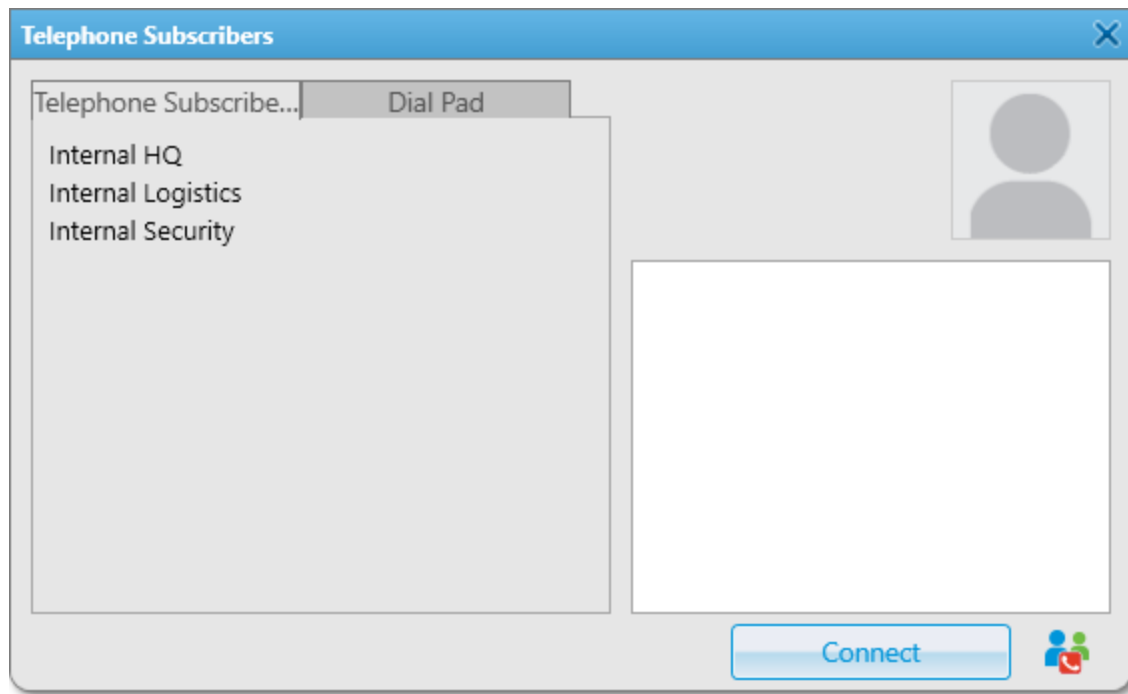 Telephone Subscribers
Telephone Subscribe...
Dial Pad
Internal HQ
Internal Logistics
Internal Security
Connect